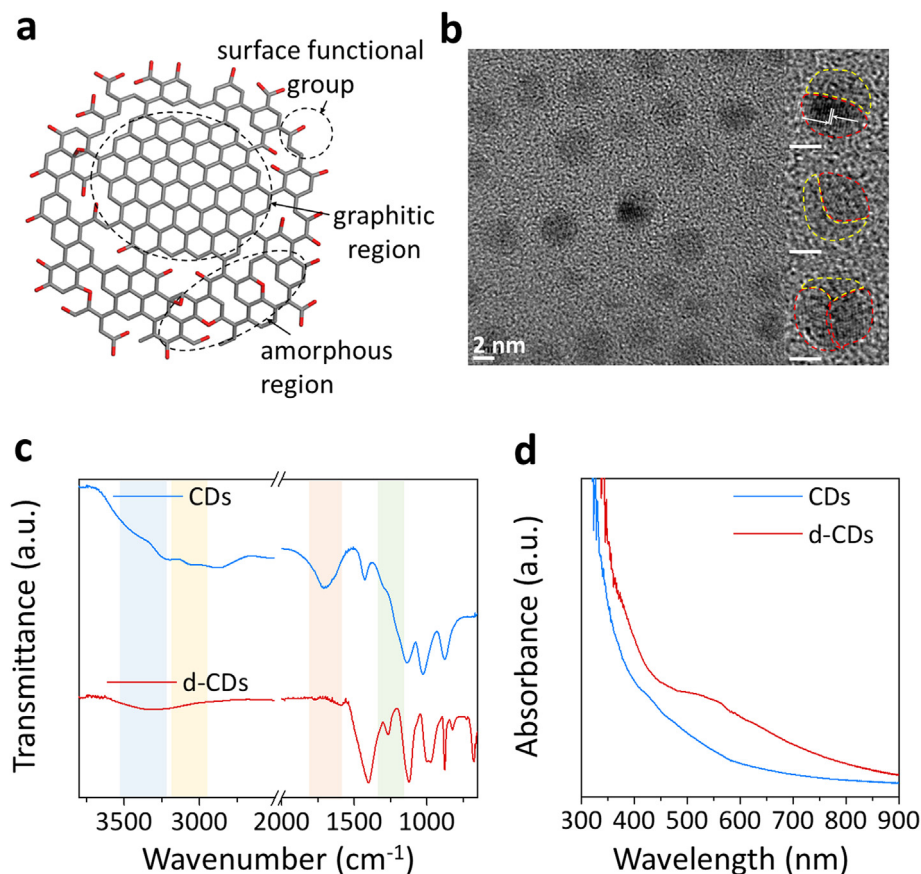 a
surface functional
group
graphitic
region
amorphous
region
b
2 nm
c
Transmittance (a.u.)
CDs
d-CDs
3500 3000 2000 1500 1000
Wavenumber (cm⁻¹)
d
Absorbance (a.u.)
CDs
d-CDs
300 400 500 600 700 800 900
Wavelength (nm)